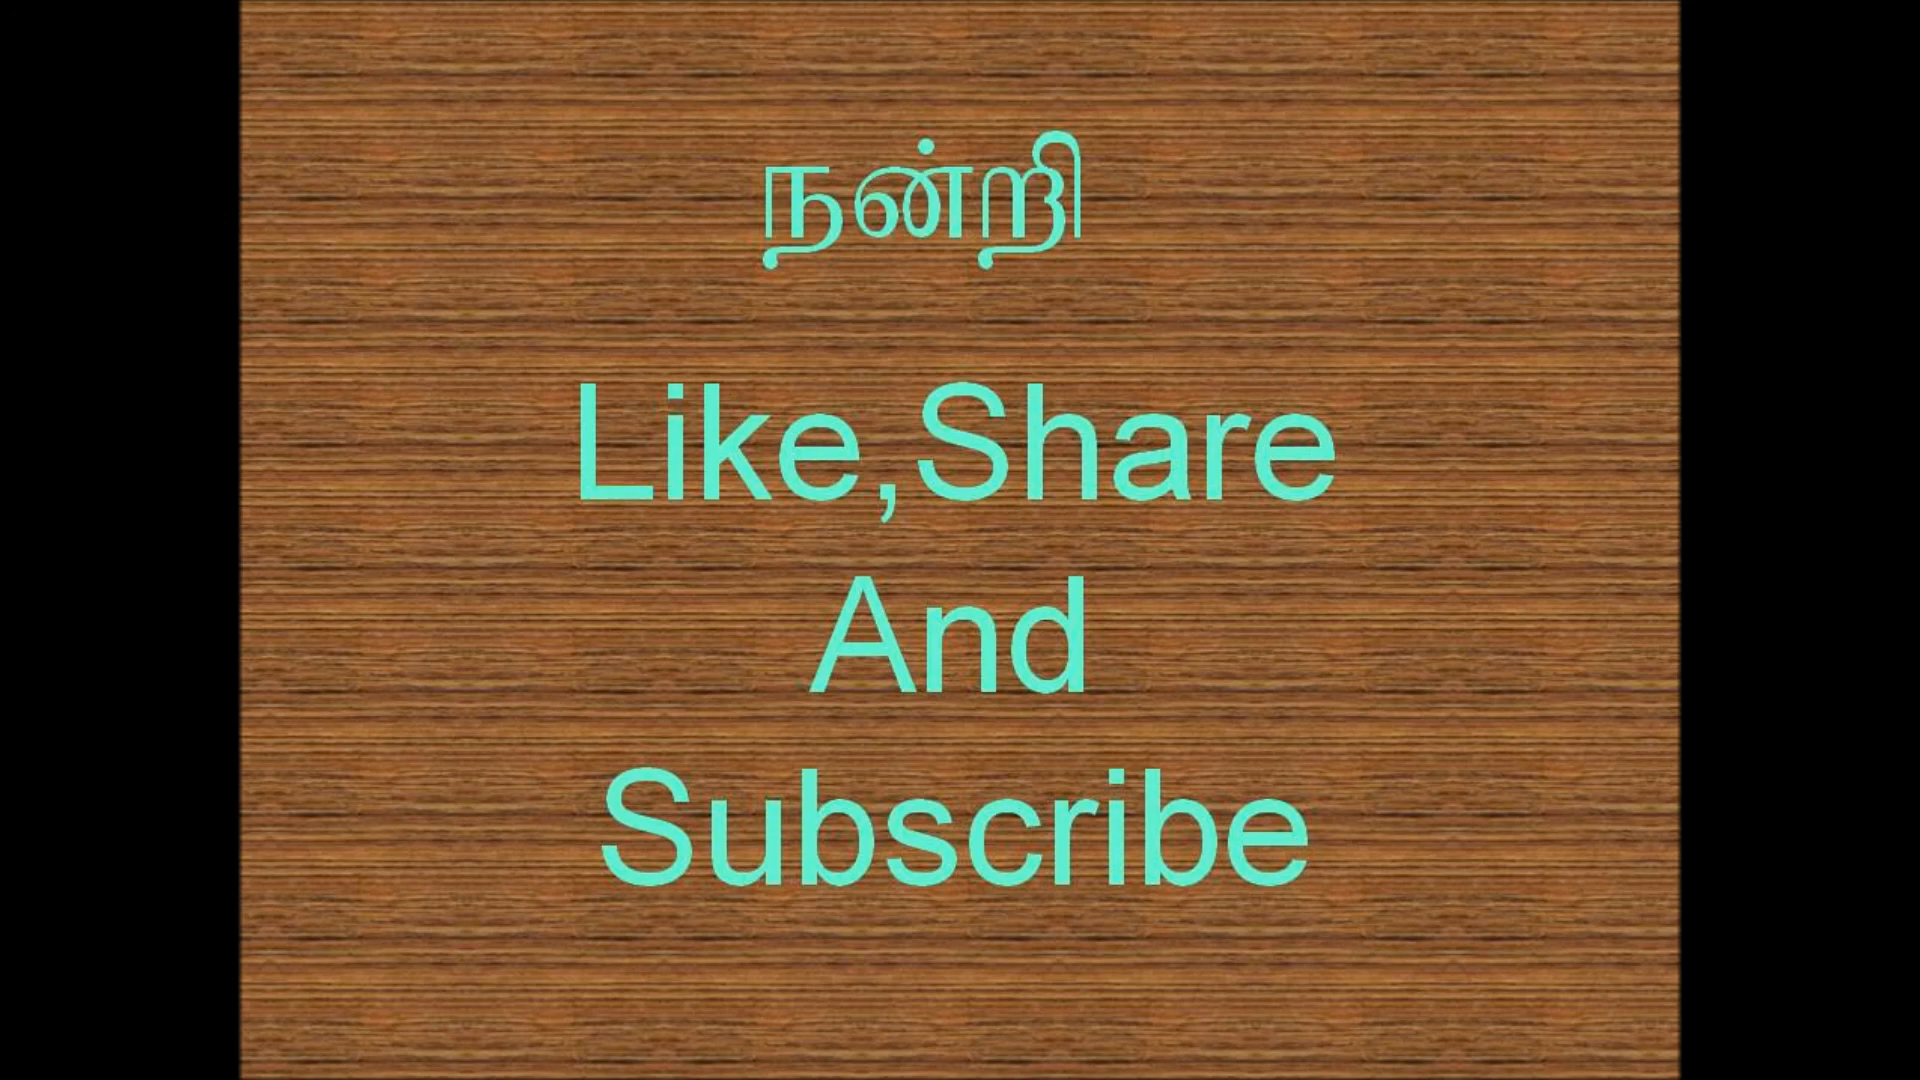 நன்றி
Like,Share
And
Subscribe